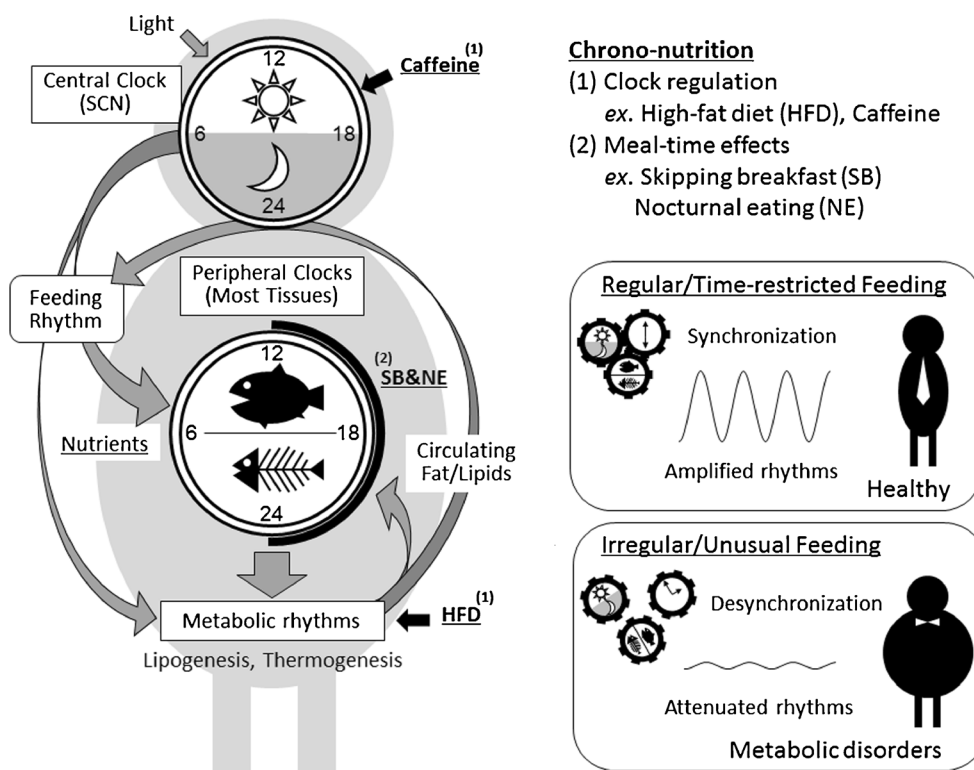 Light
Central Clock
(SCN)
12
6
18
24
Caffeine(1)
Feeding
Rhythm
Peripheral Clocks
(Most Tissues)
12
6
18
24
(2)
SB&NE
Nutrients
Circulating
Fat/Lipids
Metabolic rhythms
HFD(1)
Lipogenesis, Thermogenesis
Chrono-nutrition
(1) Clock regulation
ex. High-fat diet (HFD), Caffeine
(2) Meal-time effects
ex. Skipping breakfast (SB)
Nocturnal eating (NE)
Regular/Time-restricted Feeding
Synchronization
Amplified rhythms
Healthy
Irregular/Unusual Feeding
Desynchronization
Attenuated rhythms
Metabolic disorders